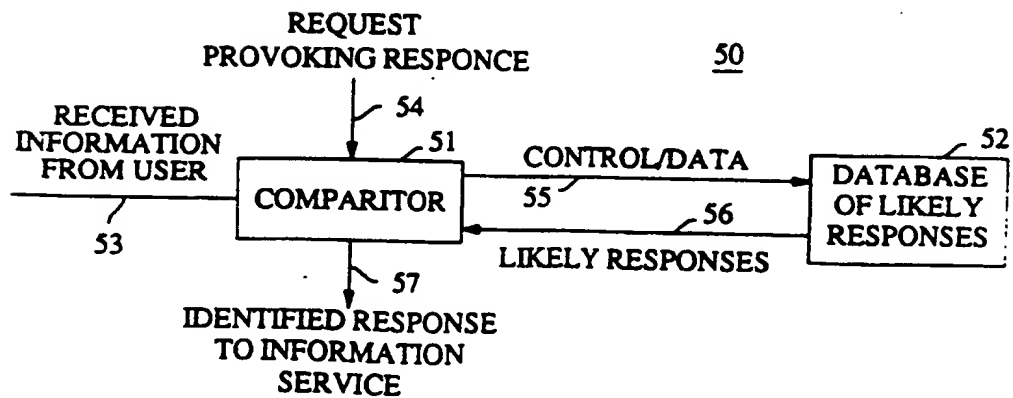 REQUEST
PROVOKING RESPONCE
50
54
RECEIVED
INFORMATION
FROM USER
53
51
COMPARITOR
CONTROL/DATA
55
52
DATABASE
OF LIKELY
RESPONSES
56
LIKELY RESPONSES
57
IDENTIFIED RESPONSE
TO INFORMATION
SERVICE